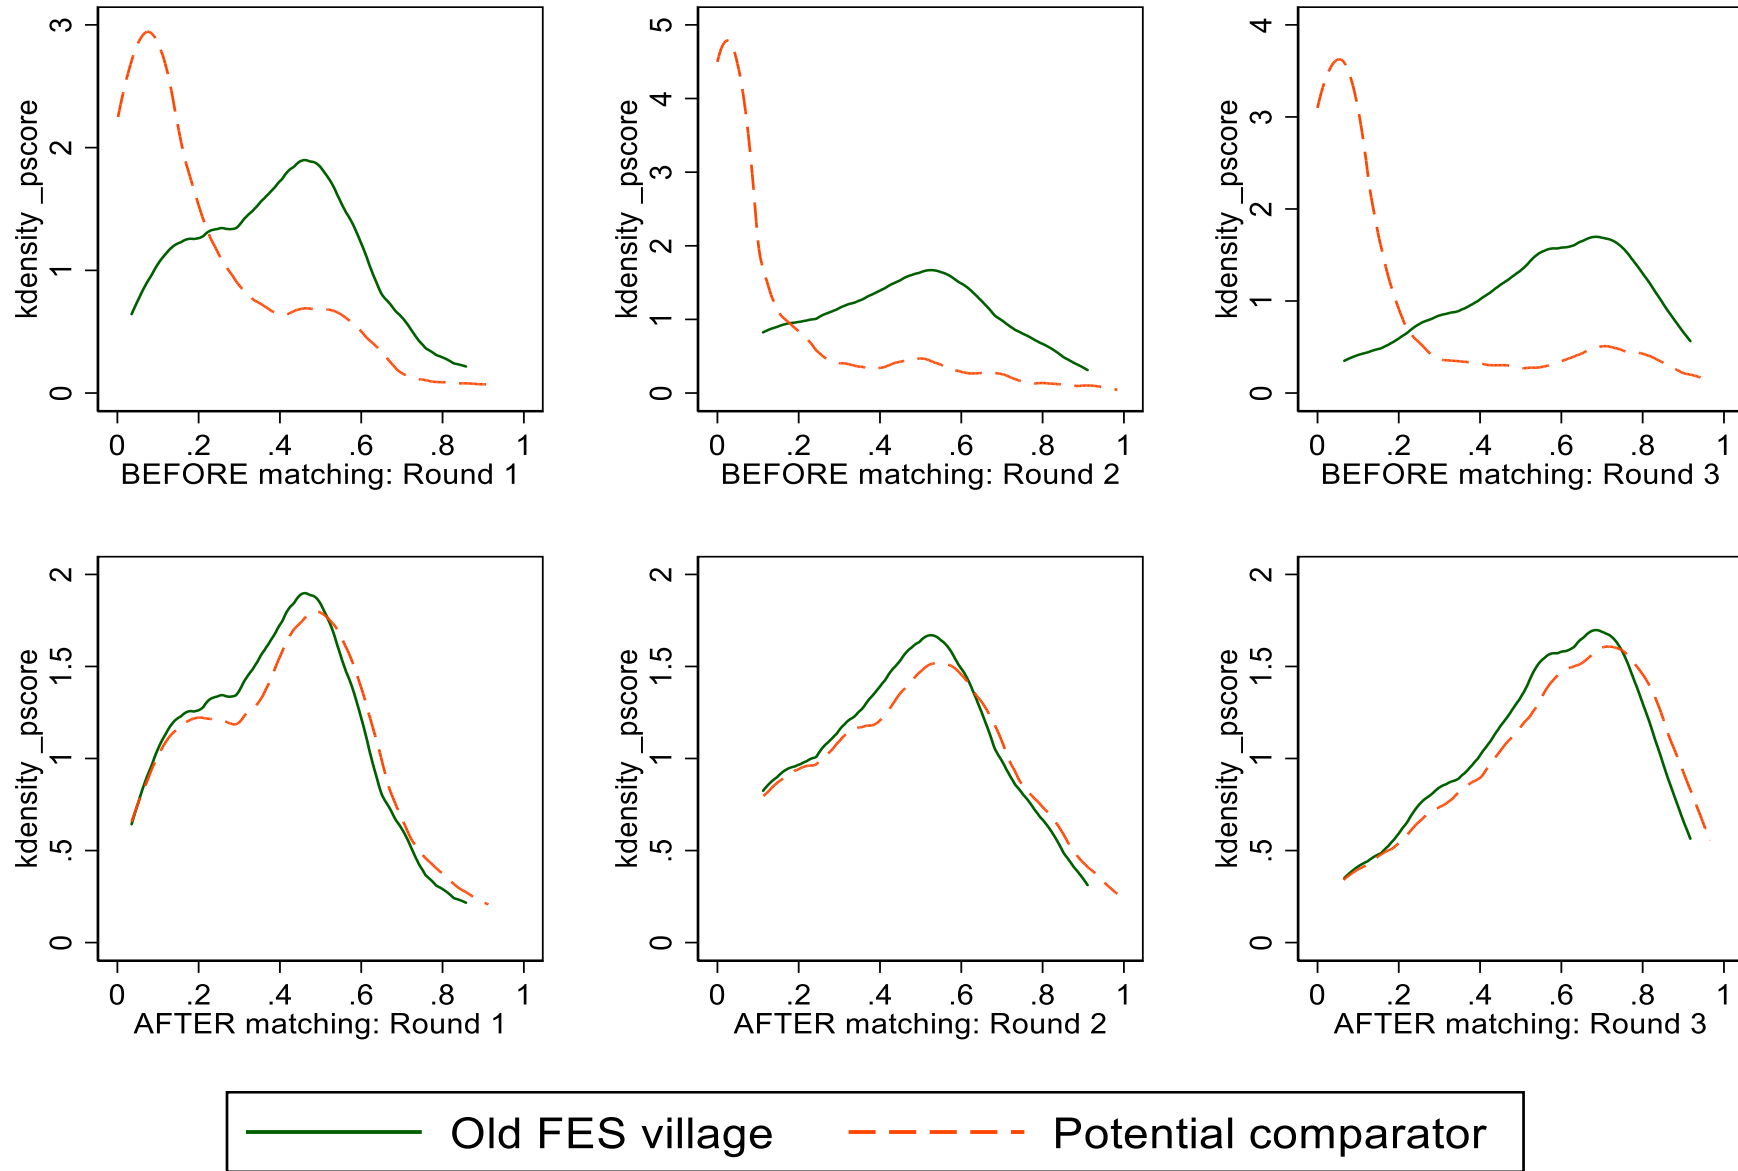 kdensity _pscore
0 1 2 3
0 .2 .4 .6 .8 1
BEFORE matching: Round 1
kdensity _pscore
0 1 2 3 4 5
0 .2 .4 .6 .8 1
BEFORE matching: Round 2
kdensity _pscore
0 1 2 3 4
0 .2 .4 .6 .8 1
BEFORE matching: Round 3
kdensity _pscore
0 .5 1 1.5 2
0 .2 .4 .6 .8 1
AFTER matching: Round 1
kdensity _pscore
0 .5 1 1.5 2
0 .2 .4 .6 .8 1
AFTER matching: Round 2
kdensity _pscore
0 .5 1 1.5 2
0 .2 .4 .6 .8 1
AFTER matching: Round 3
Old FES village
Potential comparator